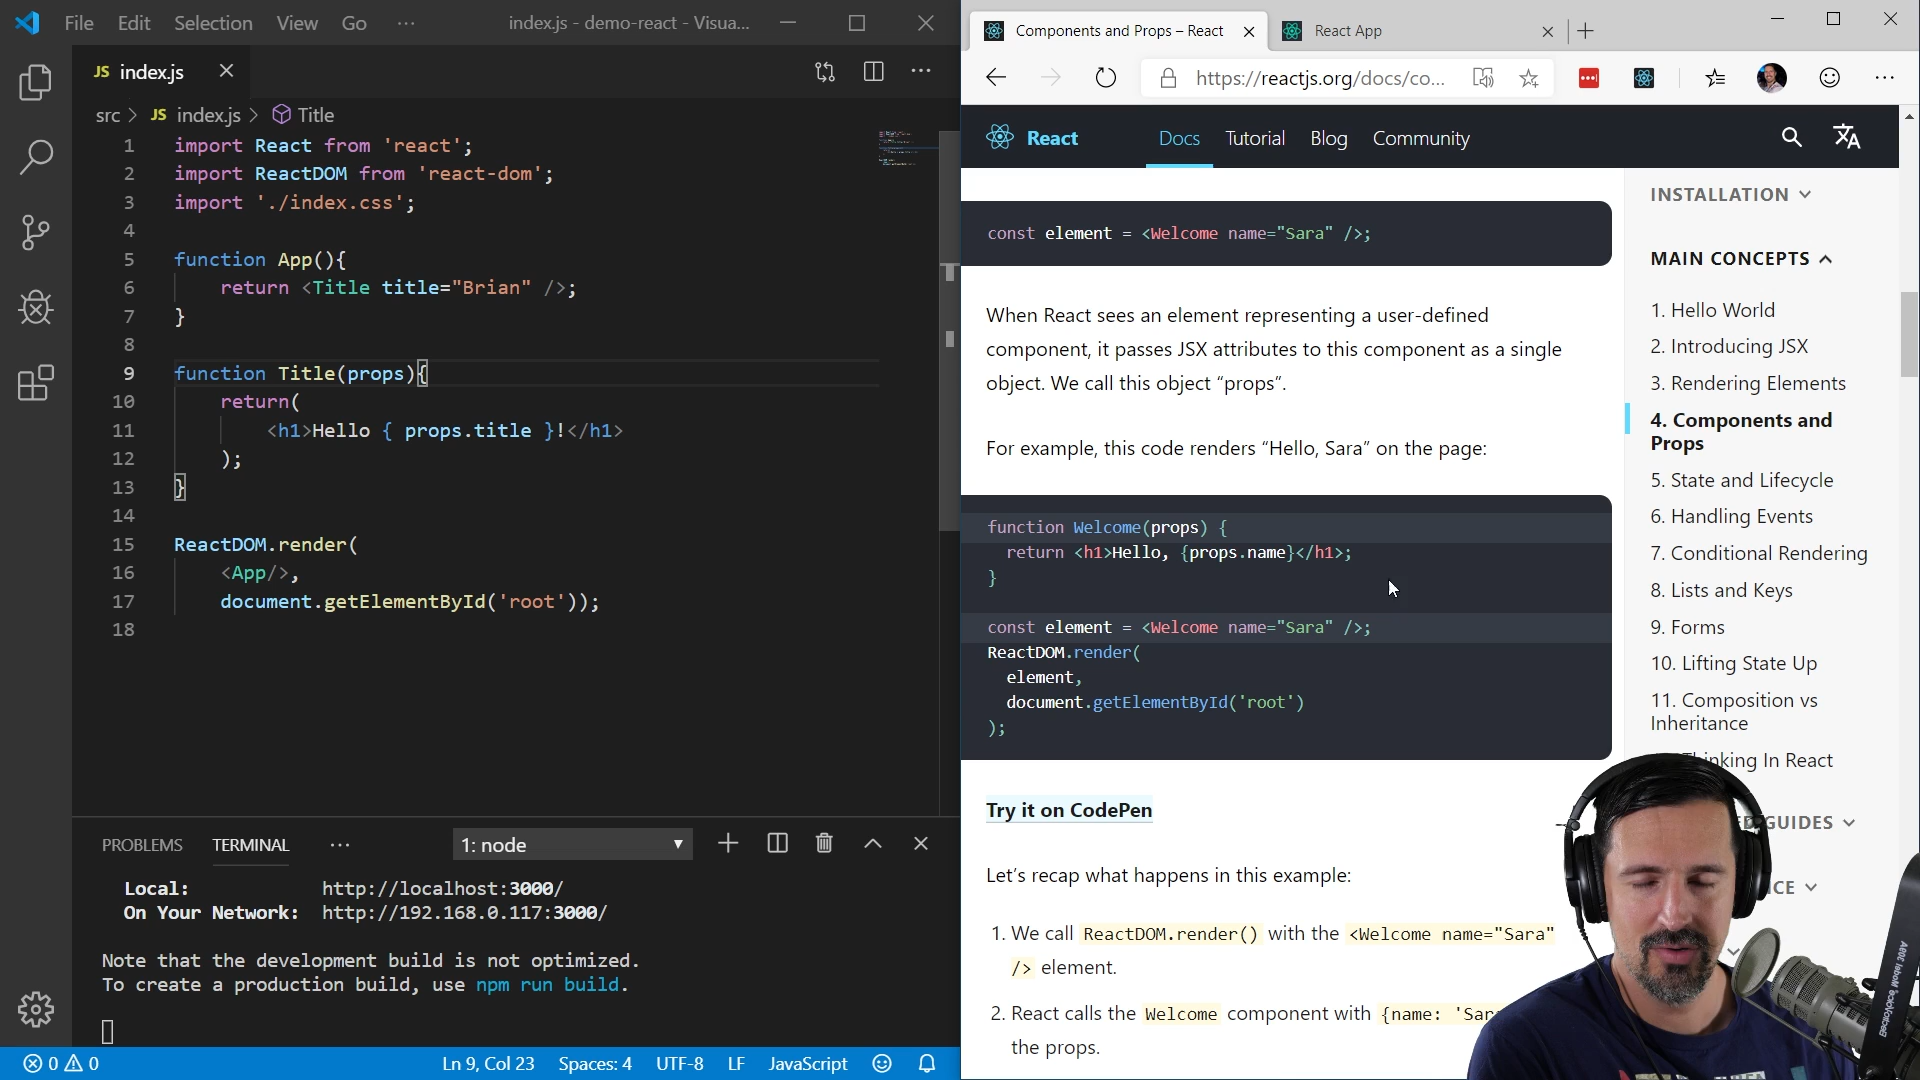 File Edit Selection View Go ··· index.js - demo-react - Visua...
JS index.js
src > JS index.js > Title
1 import React from 'react';
2 import ReactDOM from 'react-dom';
3 import './index.css';
4
5 function App(){
6 return <Title title="Brian" />;
7 }
8
9 function Title(props){
10 return(
11 <h1>Hello { props.title }!</h1>
12 );
13 }
14
15 ReactDOM.render(
16 <App/>,
17 document.getElementById('root'));
18
PROBLEMS TERMINAL ··· 1: node
Local: http://localhost:3000/
On Your Network: http://192.168.0.117:3000/
Note that the development build is not optimized.
To create a production build, use npm run build.
0 0 Ln 9, Col 23 Spaces: 4 UTF-8 LF JavaScript
Components and Props – React React App
https://reactjs.org/docs/co...
React Docs Tutorial Blog Community
const element = <Welcome name="Sara" />;
When React sees an element representing a user-defined
component, it passes JSX attributes to this component as a single
object. We call this object “props”.
For example, this code renders “Hello, Sara” on the page:
function Welcome(props) {
return <h1>Hello, {props.name}</h1>;
}
const element = <Welcome name="Sara" />;
ReactDOM.render(
element,
document.getElementById('root')
);
Try it on CodePen
Let’s recap what happens in this example:
1. We call ReactDOM.render() with the <Welcome name="Sara"
/> element.
2. React calls the Welcome component with {name: 'Sar
the props.
INSTALLATION
MAIN CONCEPTS
1. Hello World
2. Introducing JSX
3. Rendering Elements
4. Components and
Props
5. State and Lifecycle
6. Handling Events
7. Conditional Rendering
8. Lists and Keys
9. Forms
10. Lifting State Up
11. Composition vs
Inheritance
Thinking In React
GUIDES